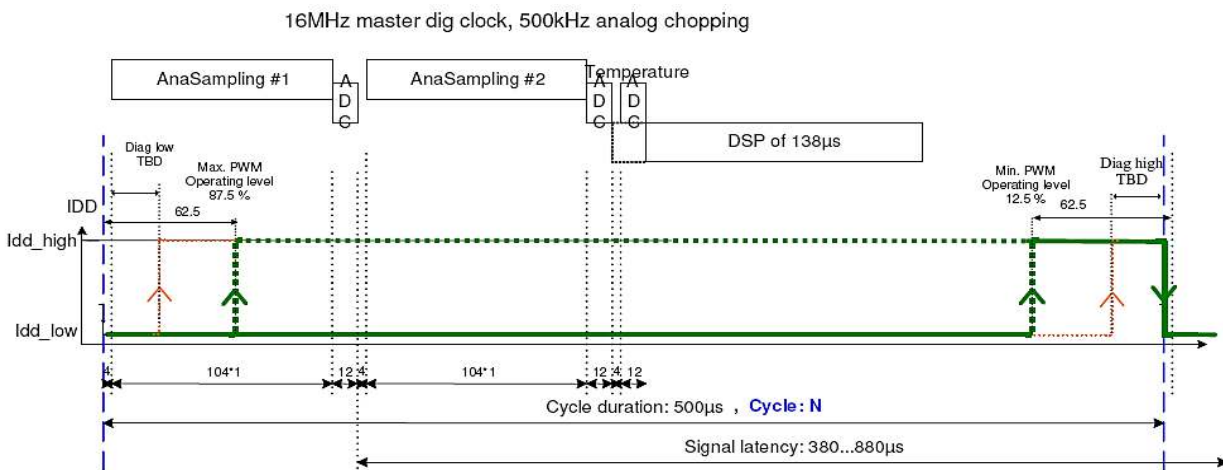 16MHz master dig clock, 500kHz analog chopping
AnaSampling #1
A
D
C
AnaSampling #2
Temperature
A
D
C
A
D
C
DSP of 138µs
Diag low
TBD
Max. PWM
Operating level
87.5 %
Min. PWM
Operating level
12.5 %
Diag high
TBD
IDD
62.5
62.5
Idd_high
Idd_low
4
104*1
12
4
104*1
12
4
12
Cycle duration: 500µs , Cycle: N
Signal latency: 380...880µs